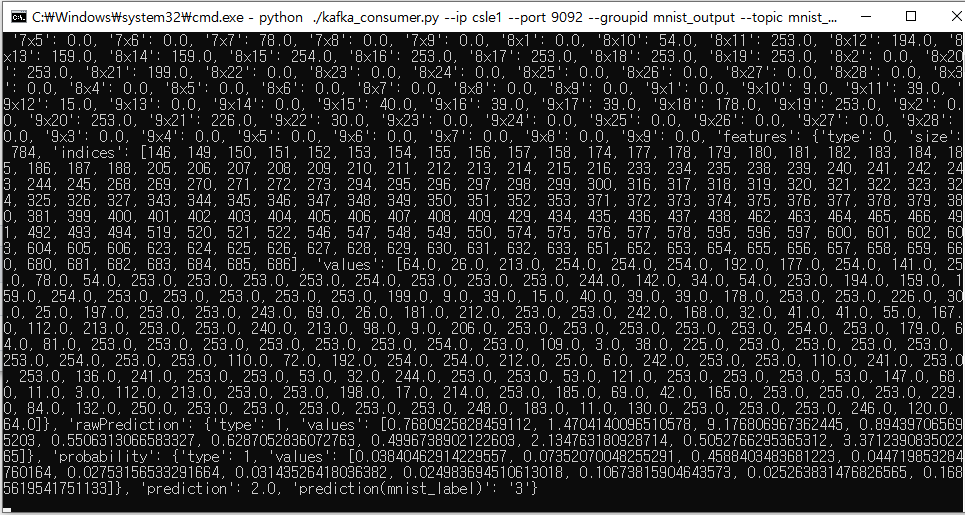 C:₩Windows₩system32₩cmd.exe - python  ./kafka_consumer.py --ip csle1 --port 9092 --groupid mnist_output --topic mnist_...
'7x5': 0.0, '7x6': 0.0, '7x7': 78.0, '7x8': 0.0, '7x9': 0.0, '8x1': 0.0, '8x10': 54.0, '8x11': 253.0, '8x12': 194.0, '8
x13': 159.0, '8x14': 159.0, '8x15': 254.0, '8x16': 253.0, '8x17': 253.0, '8x18': 253.0, '8x19': 253.0, '8x2': 0.0, '8x20
': 253.0, '8x21': 199.0, '8x22': 0.0, '8x23': 0.0, '8x24': 0.0, '8x25': 0.0, '8x26': 0.0, '8x27': 0.0, '8x28': 0.0, '8x3
': 0.0, '8x4': 0.0, '8x5': 0.0, '8x6': 0.0, '8x7': 0.0, '8x8': 0.0, '8x9': 0.0, '9x1': 0.0, '9x10': 9.0, '9x11': 39.0, '
9x12': 15.0, '9x13': 0.0, '9x14': 0.0, '9x15': 40.0, '9x16': 39.0, '9x17': 39.0, '9x18': 178.0, '9x19': 253.0, '9x2': 0.
0, '9x20': 253.0, '9x21': 226.0, '9x22': 30.0, '9x23': 0.0, '9x24': 0.0, '9x25': 0.0, '9x26': 0.0, '9x27': 0.0, '9x28':
0.0, '9x3': 0.0, '9x4': 0.0, '9x5': 0.0, '9x6': 0.0, '9x7': 0.0, '9x8': 0.0, '9x9': 0.0, 'features': {'type': 0, 'size':
784, 'indices': [146, 149, 150, 151, 152, 153, 154, 155, 156, 157, 158, 174, 177, 178, 179, 180, 181, 182, 183, 184, 18
5, 186, 187, 188, 205, 206, 207, 208, 209, 210, 211, 212, 213, 214, 215, 216, 233, 234, 235, 238, 239, 240, 241, 242, 24
3, 244, 245, 268, 269, 270, 271, 272, 273, 294, 295, 296, 297, 298, 299, 300, 316, 317, 318, 319, 320, 321, 322, 323, 32
4, 325, 326, 327, 343, 344, 345, 346, 347, 348, 349, 350, 351, 352, 353, 371, 372, 373, 374, 375, 376, 377, 378, 379, 38
0, 381, 399, 400, 401, 402, 403, 404, 405, 406, 407, 408, 409, 429, 434, 435, 436, 437, 438, 462, 463, 464, 465, 466, 49
1, 492, 493, 494, 519, 520, 521, 522, 546, 547, 548, 549, 550, 574, 575, 576, 577, 578, 595, 596, 597, 600, 601, 602, 60
3, 604, 605, 606, 623, 624, 625, 626, 627, 628, 629, 630, 631, 632, 633, 651, 652, 653, 654, 655, 656, 657, 658, 659, 66
0, 680, 681, 682, 683, 684, 685, 686], 'values': [64.0, 26.0, 213.0, 254.0, 254.0, 254.0, 192.0, 177.0, 254.0, 141.0, 25
.0, 78.0, 54.0, 253.0, 253.0, 253.0, 253.0, 253.0, 253.0, 244.0, 142.0, 34.0, 54.0, 253.0, 194.0, 159.0, 1
59.0, 254.0, 253.0, 253.0, 253.0, 253.0, 253.0, 199.0, 9.0, 39.0, 15.0, 40.0, 39.0, 39.0, 178.0, 253.0, 253.0, 226.0, 30
.0, 25.0, 197.0, 253.0, 253.0, 243.0, 69.0, 26.0, 181.0, 212.0, 253.0, 253.0, 242.0, 168.0, 32.0, 41.0, 41.0, 55.0, 167.
0, 112.0, 213.0, 253.0, 253.0, 240.0, 213.0, 98.0, 9.0, 206.0, 253.0, 253.0, 253.0, 253.0, 253.0, 254.0, 253.0, 179.0, 6
4.0, 81.0, 253.0, 253.0, 253.0, 253.0, 253.0, 254.0, 253.0, 109.0, 3.0, 38.0, 225.0, 253.0, 253.0, 253.0, 253.0, 253.0,
253.0, 254.0, 253.0, 253.0, 110.0, 72.0, 192.0, 254.0, 254.0, 212.0, 25.0, 6.0, 242.0, 253.0, 253.0, 110.0, 241.0, 253.0
, 253.0, 136.0, 241.0, 253.0, 253.0, 53.0, 32.0, 244.0, 253.0, 253.0, 53.0, 121.0, 253.0, 253.0, 253.0, 53.0, 147.0, 68.
0, 11.0, 3.0, 112.0, 213.0, 253.0, 253.0, 198.0, 17.0, 214.0, 253.0, 185.0, 69.0, 42.0, 165.0, 253.0, 255.0, 253.0, 229.
0, 84.0, 132.0, 250.0, 253.0, 253.0, 253.0, 253.0, 253.0, 248.0, 183.0, 11.0, 130.0, 253.0, 253.0, 253.0, 246.0, 120.0,
64.0]}, 'rawPrediction': {'type': 1, 'values': [0.7680925828459112, 1.4704140096510578, 9.176806967362445, 0.89439706569
5203, 0.5506313066583327, 0.6287052836072763, 0.4996738902122603, 2.134763180928714, 0.5052766295365312, 3.3712390835022
65]}, 'probability': {'type': 1, 'values': [0.03840462914229557, 0.07352070048255291, 0.4588403483681223, 0.044719853284
760164, 0.027531565332916​64, 0.03143526418036382, 0.024983694510613018, 0.10673815904643573, 0.02526383147682656​5, 0.168
5619541751133]}, 'prediction': 2.0, 'prediction(mnist_label)': '3'}